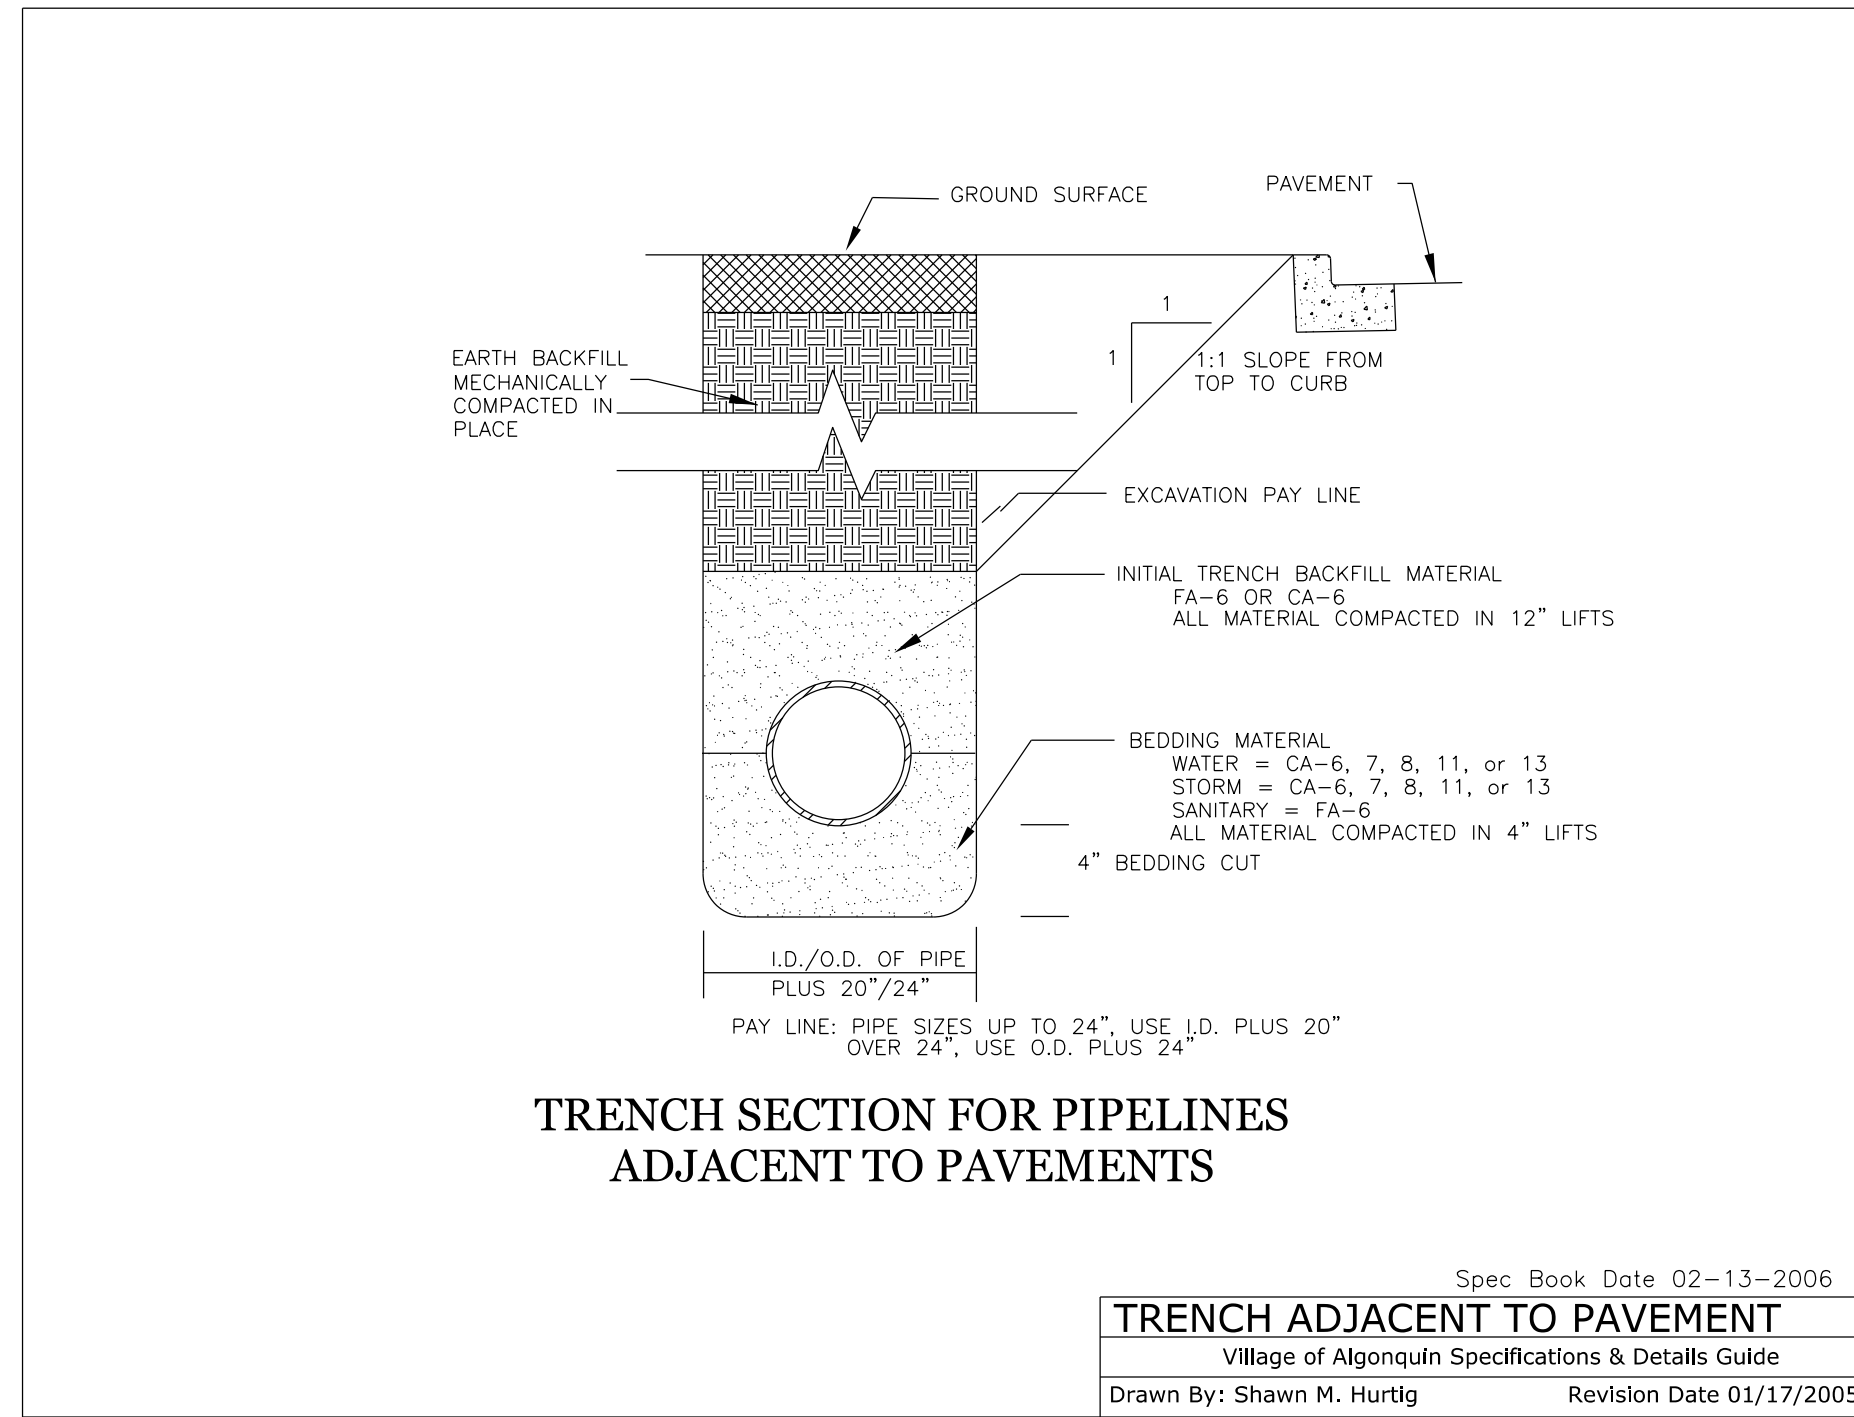 GROUND SURFACE
PAVEMENT
1
1
1:1 SLOPE FROM
TOP TO CURB
EARTH BACKFILL
MECHANICALLY
COMPACTED IN
PLACE
EXCAVATION PAY LINE
INITIAL TRENCH BACKFILL MATERIAL
FA-6 OR CA-6
ALL MATERIAL COMPACTED IN 12" LIFTS
BEDDING MATERIAL
WATER = CA-6, 7, 8, 11, or 13
STORM = CA-6, 7, 8, 11, or 13
SANITARY = FA-6
ALL MATERIAL COMPACTED IN 4" LIFTS
4" BEDDING CUT
I.D./O.D. OF PIPE
PLUS 20"/24"
PAY LINE: PIPE SIZES UP TO 24", USE I.D. PLUS 20"
OVER 24", USE O.D. PLUS 24"
TRENCH SECTION FOR PIPELINES
ADJACENT TO PAVEMENTS
Spec Book Date 02-13-2006
TRENCH ADJACENT TO PAVEMENT
Village of Algonquin Specifications & Details Guide
Drawn By: Shawn M. Hurtig
Revision Date 01/17/2005